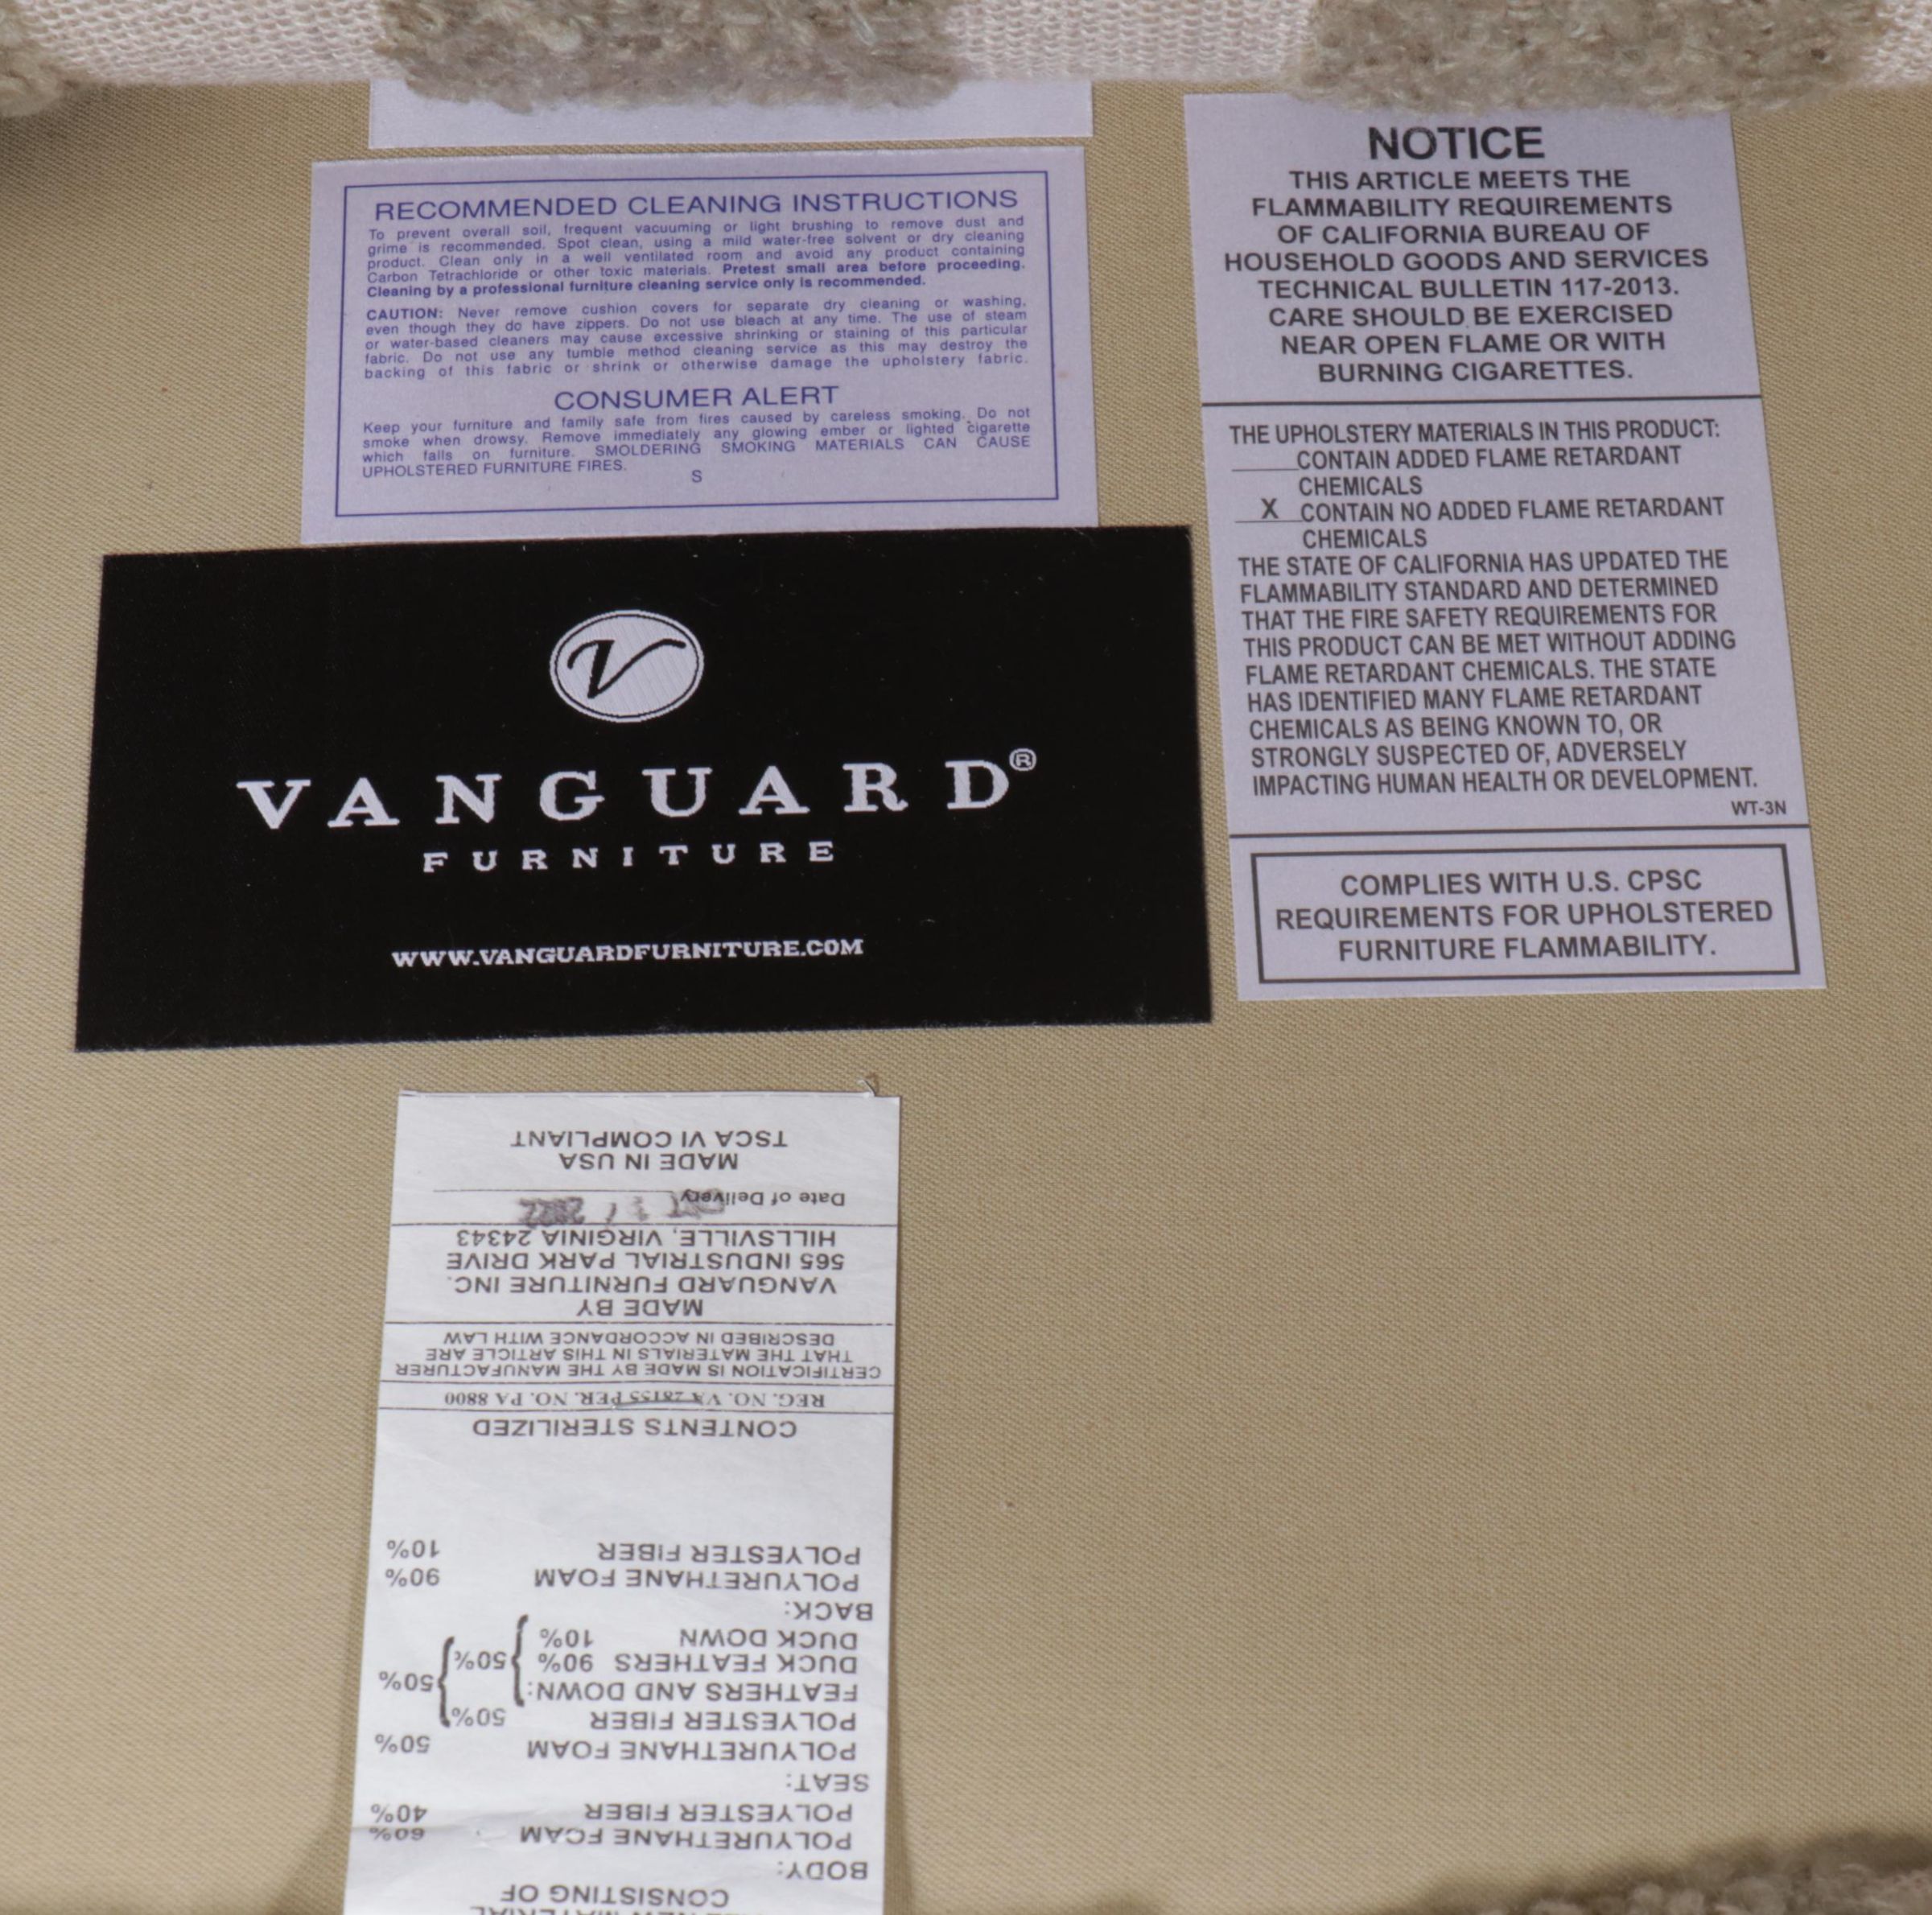 RECOMMENDED CLEANING INSTRUCTIONS
To prevent overall soil, frequent vacuuming or light brushing to remove dust and
grime is recommended. Spot clean, using a mild water-free solvent or dry cleaning
product. Clean only in a well ventilated room and avoid any product containing
Carbon Tetrachloride or other toxic materials. Pretest small area before proceeding.
Cleaning by a professional furniture cleaning service only is recommended.
CAUTION: Never remove cushion covers for separate dry cleaning or washing,
even though they do have zippers. Do not use bleach at any time. The use of steam
or water-based cleaners may cause excessive shrinking or staining of this particular
fabric. Do not use any tumble method cleaning service as this may destroy the
backing of this fabric or shrink or otherwise damage the upholstery fabric.
CONSUMER ALERT
Keep your furniture and family safe from fires caused by careless smoking. Do not
smoke when drowsy. Remove immediately any glowing ember or lighted cigarette
which falls on furniture. SMOLDERING SMOKING MATERIALS CAN CAUSE
UPHOLSTERED FURNITURE FIRES.
S
NOTICE
THIS ARTICLE MEETS THE
FLAMMABILITY REQUIREMENTS
OF CALIFORNIA BUREAU OF
HOUSEHOLD GOODS AND SERVICES
TECHNICAL BULLETIN 117-2013.
CARE SHOULD BE EXERCISED
NEAR OPEN FLAME OR WITH
BURNING CIGARETTES.
THE UPHOLSTERY MATERIALS IN THIS PRODUCT:
CONTAIN ADDED FLAME RETARDANT
CHEMICALS
X CONTAIN NO ADDED FLAME RETARDANT
CHEMICALS
THE STATE OF CALIFORNIA HAS UPDATED THE
FLAMMABILITY STANDARD AND DETERMINED
THAT THE FIRE SAFETY REQUIREMENTS FOR
THIS PRODUCT CAN BE MET WITHOUT ADDING
FLAME RETARDANT CHEMICALS. THE STATE
HAS IDENTIFIED MANY FLAME RETARDANT
CHEMICALS AS BEING KNOWN TO, OR
STRONGLY SUSPECTED OF, ADVERSELY
IMPACTING HUMAN HEALTH OR DEVELOPMENT.
WT-3N
COMPLIES WITH U.S. CPSC
REQUIREMENTS FOR UPHOLSTERED
FURNITURE FLAMMABILITY.
V
VANGUARD®
FURNITURE
WWW.VANGUARDFURNITURE.COM
CONSISTING OF
BODY:
POLYURETHANE FOAM 60%
POLYESTER FIBER 40%
SEAT:
POLYURETHANE FOAM 50%
POLYESTER FIBER 50%
FEATHERS AND DOWN: 50%
DUCK FEATHERS 90% 50%
DUCK DOWN 10%
BACK:
POLYURETHANE FOAM 90%
POLYESTER FIBER 10%
CONTENTS STERILIZED
REG. NO. VA 28155 PER. NO. PA 8800
CERTIFICATION IS MADE BY THE MANUFACTURER
THAT THE MATERIALS IN THIS ARTICLE ARE
DESCRIBED IN ACCORDANCE WITH LAW
MADE BY
VANGUARD FURNITURE INC.
565 INDUSTRIAL PARK DRIVE
HILLSVILLE, VIRGINIA 24343
Date of Delivery 2022
MADE IN USA
TSCA VI COMPLIANT